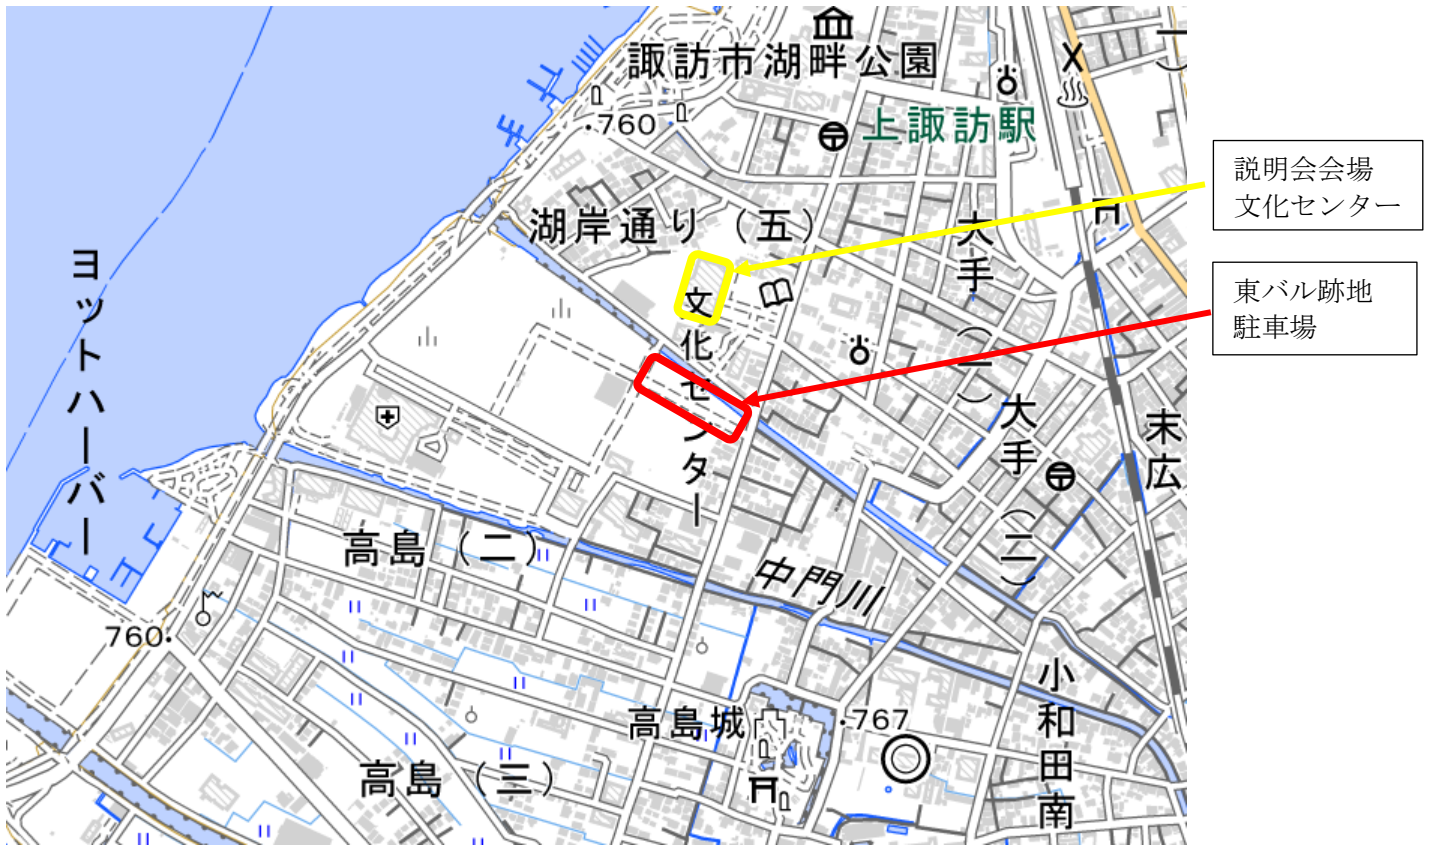 諏訪市湖畔公園
760
上諏訪駅
説明会会場
文化センター
湖岸通り（五）
大手（一）
ヨットハーバー
東バル跡地
駐車場
文化センター
大手（二）
末広
高島（二）
中門川
760
小和田南
高島城
767
高島（三）